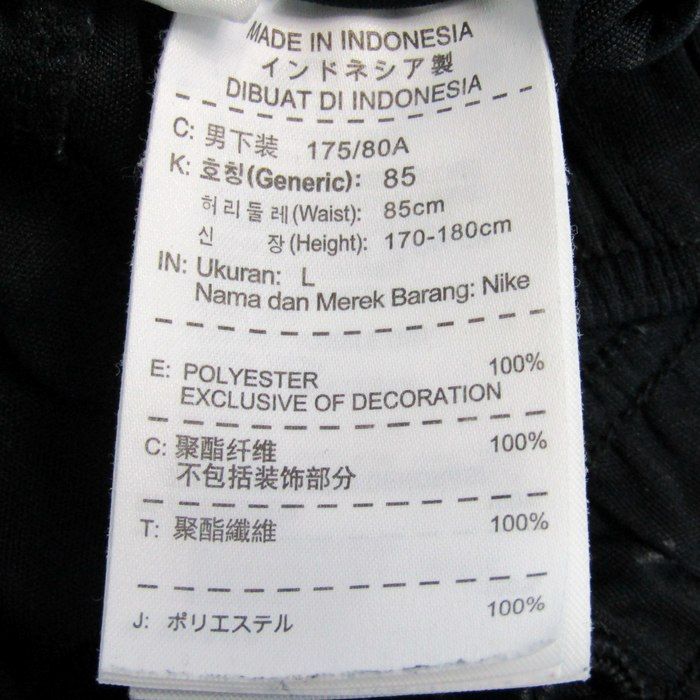 MADE IN INDONESIA
インドネシア製
DIBUAT DI INDONESIA
C: 男下装 175/80A
K: 호칭(Generic): 85
허리둘레(Waist): 85cm
신 장(Height): 170-180cm
IN: Ukuran: L
Nama dan Merek Barang: Nike
E: POLYESTER 100%
EXCLUSIVE OF DECORATION
C: 聚酯纤维 100%
不包括装饰部分
T: 聚酯纖維 100%
J: ポリエステル 100%